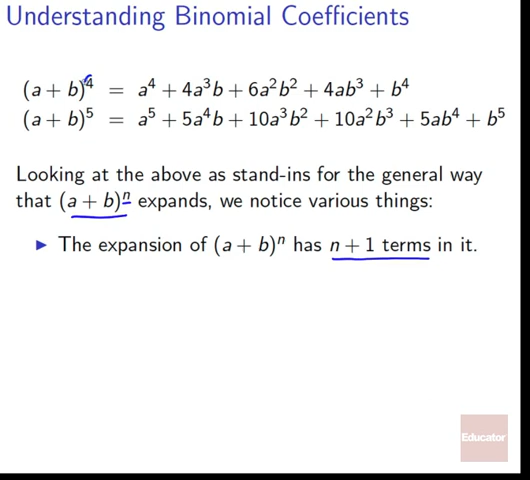 Understanding Binomial Coefficients
(a + b)⁴ = a⁴ + 4a³b + 6a²b² + 4ab³ + b⁴
(a + b)⁵ = a⁵ + 5a⁴b + 10a³b² + 10a²b³ + 5ab⁴ + b⁵
Looking at the above as stand-ins for the general way
that (a + b)ⁿ expands, we notice various things:
▶ The expansion of (a + b)ⁿ has n + 1 terms in it.
Educator